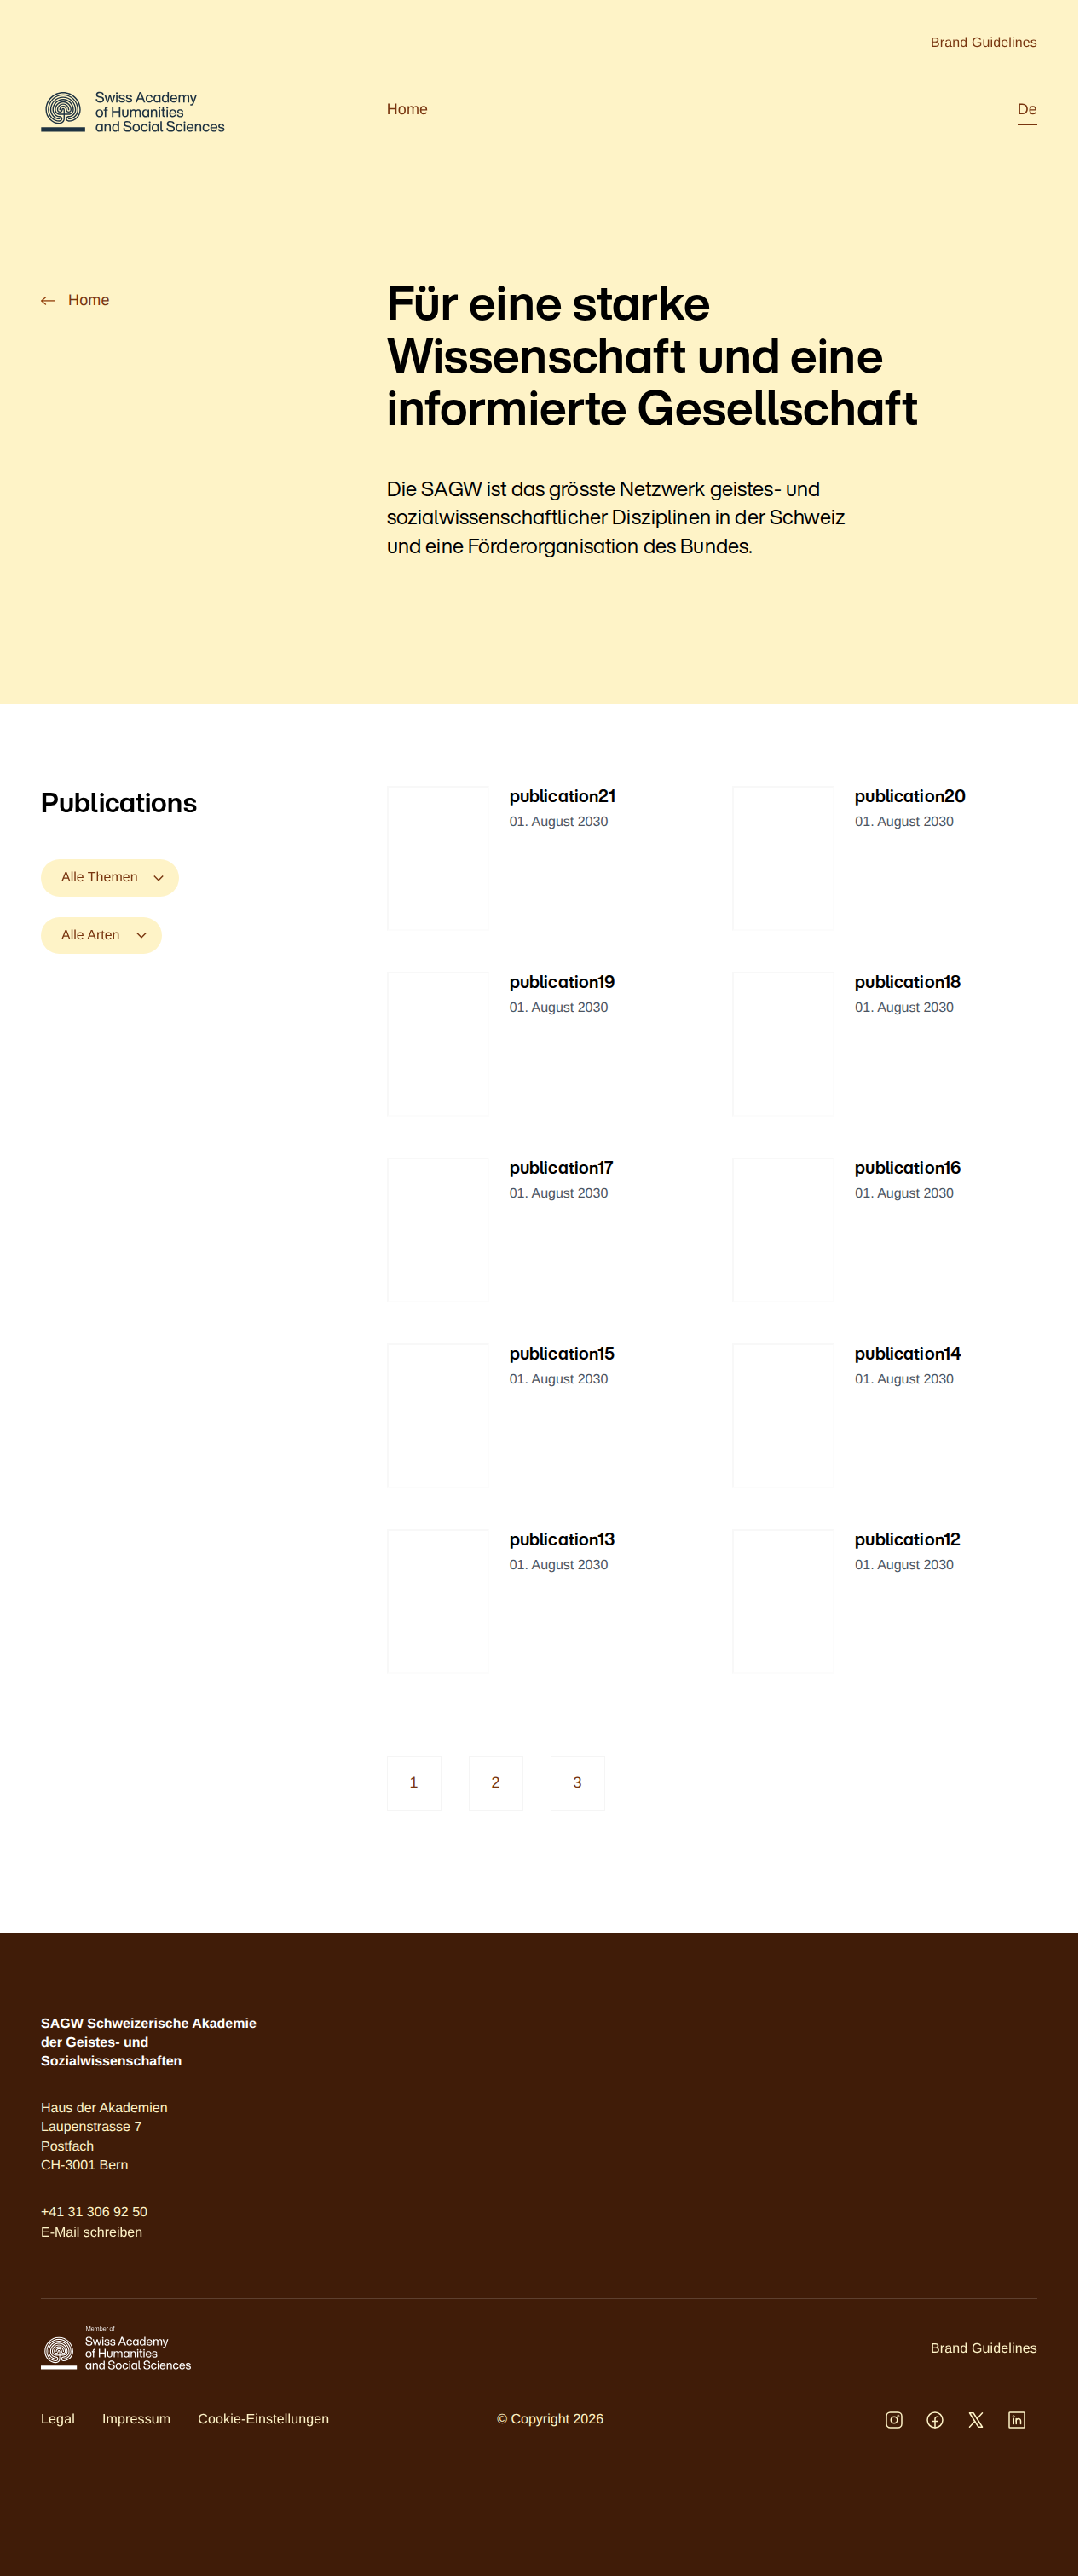 Brand Guidelines
Swiss Academy
of Humanities
and Social Sciences
Home
De
Home
Für eine starke
Wissenschaft und eine
informierte Gesellschaft
Die SAGW ist das grösste Netzwerk geistes- und
sozialwissenschaftlicher Disziplinen in der Schweiz
und eine Förderorganisation des Bundes.
Publications
Alle Themen
Alle Arten
publication21
01. August 2030
publication20
01. August 2030
publication19
01. August 2030
publication18
01. August 2030
publication17
01. August 2030
publication16
01. August 2030
publication15
01. August 2030
publication14
01. August 2030
publication13
01. August 2030
publication12
01. August 2030
1
2
3
SAGW Schweizerische Akademie
der Geistes- und
Sozialwissenschaften
Haus der Akademien
Laupenstrasse 7
Postfach
CH-3001 Bern
+41 31 306 92 50
E-Mail schreiben
Member of
Swiss Academy
of Humanities
and Social Sciences
Brand Guidelines
Legal
Impressum
Cookie-Einstellungen
© Copyright 2026